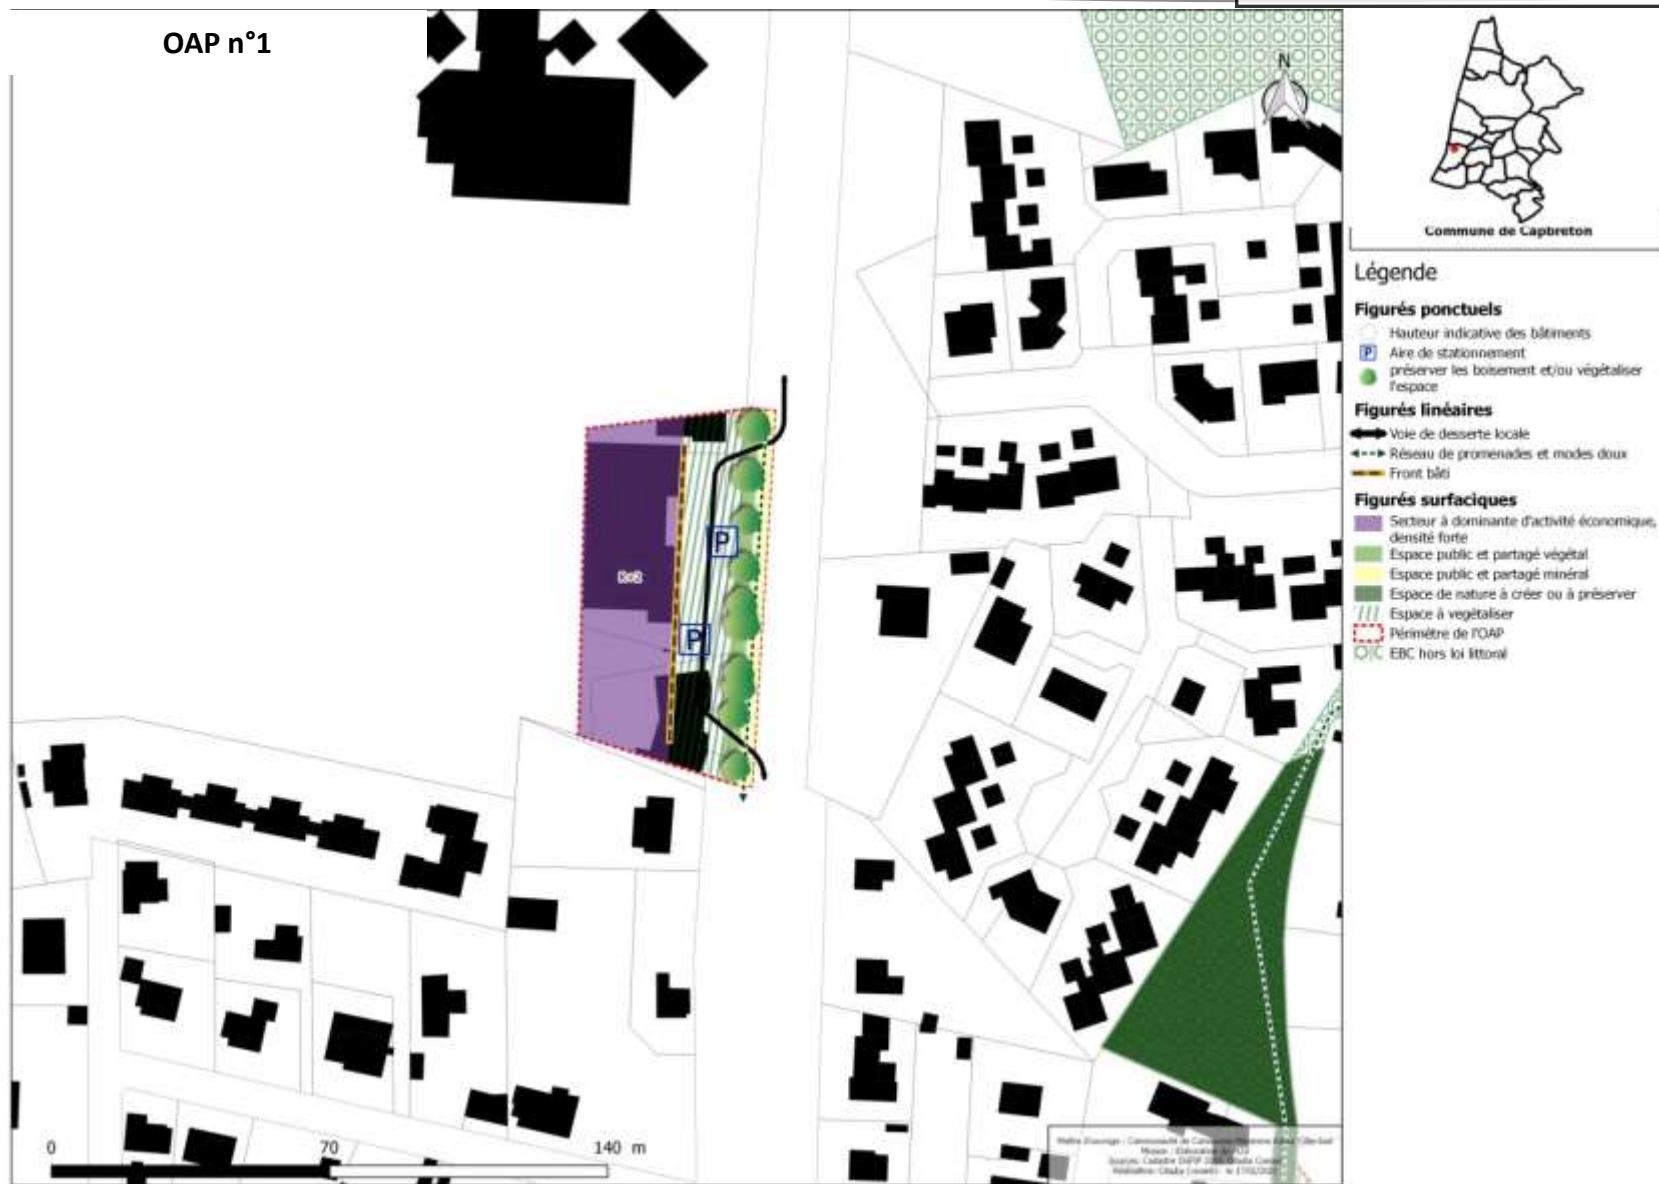 OAP n°1
N
Commune de Capbreton
Légende
Figurés ponctuels
Hauteur indicative des bâtiments
P Aire de stationnement
préserver les boisement et/ou végétaliser
l'espace
Figurés linéaires
Voie de desserte locale
Réseau de promenades et modes doux
Front bâti
Figurés surfaciques
Secteur à dominante d'activité économique,
densité forte
Espace public et partagé végétal
Espace public et partagé minéral
Espace de nature à créer ou à préserver
Espace à vegétaliser
Périmètre de l'OAP
EBC hors loi littoral
P
P
0 70 140 m